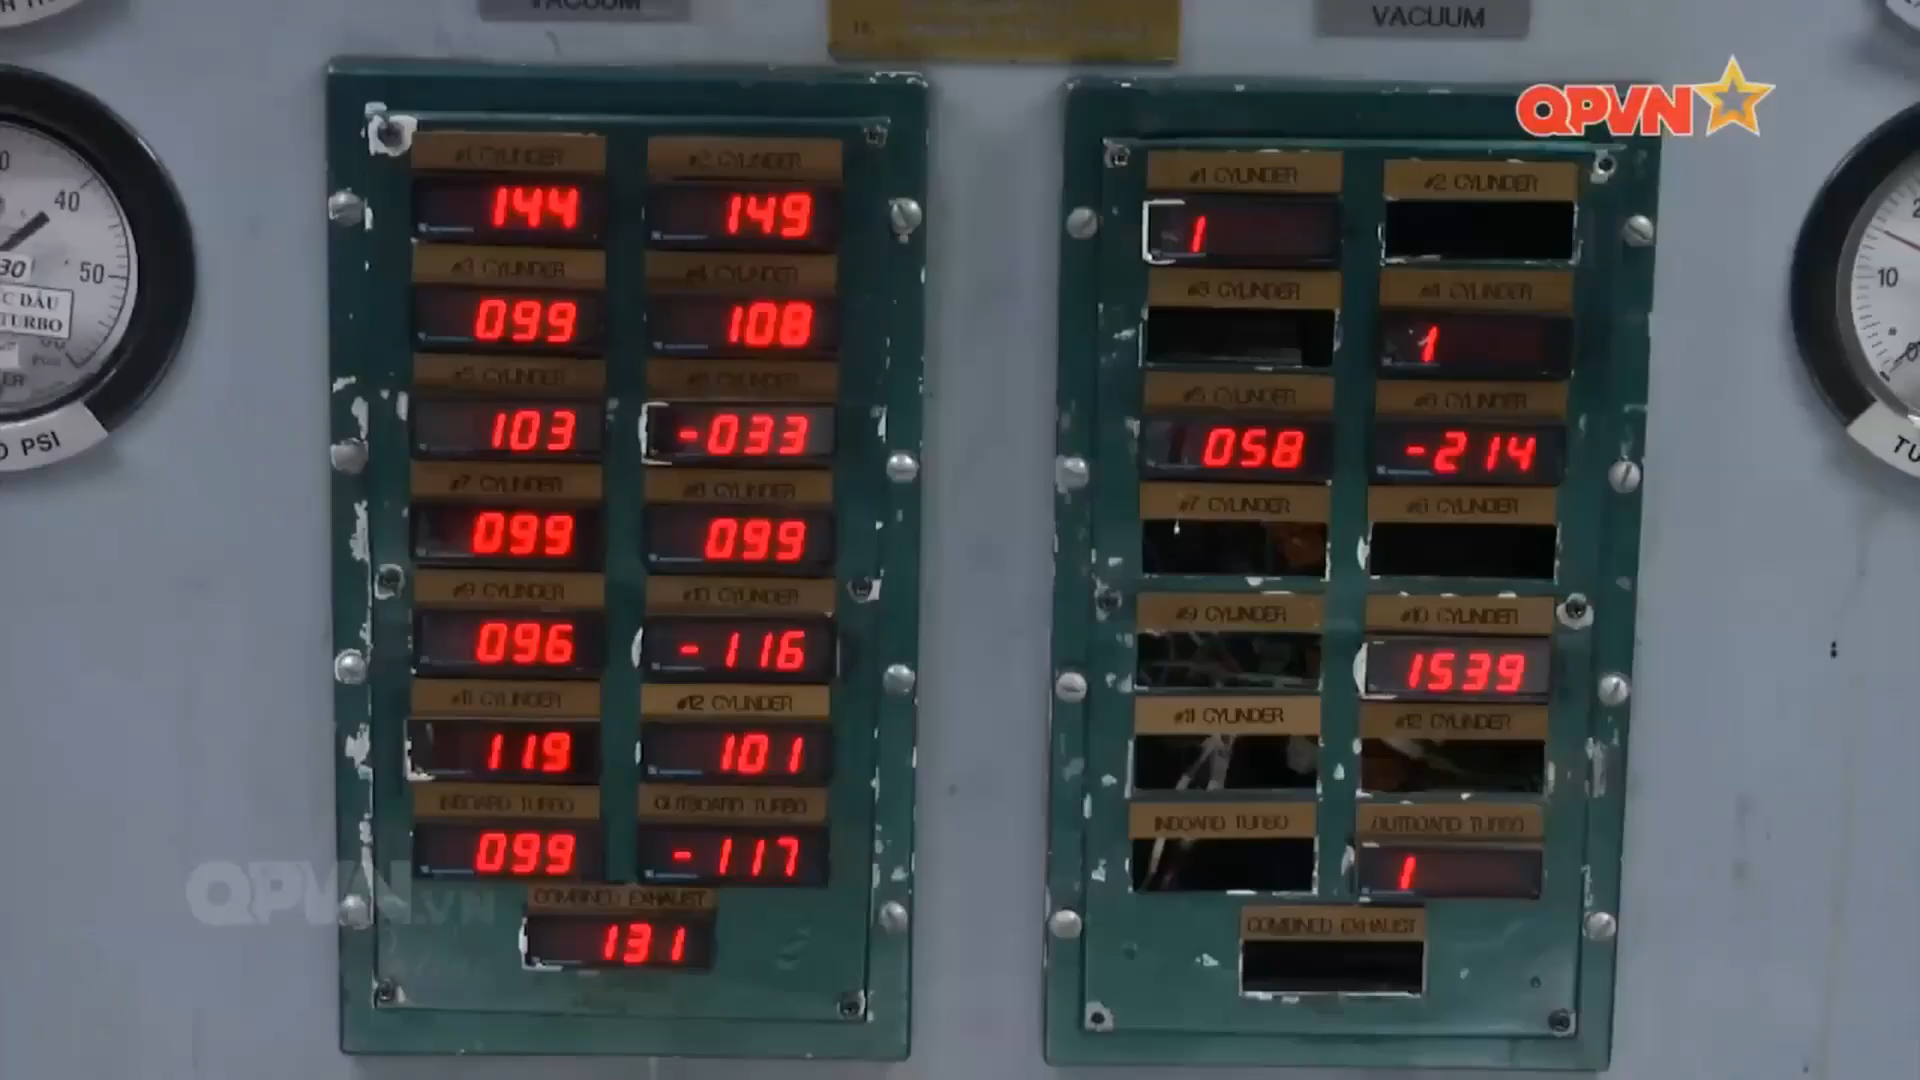 VACUUM
VACUUM
QPVN
40
50
30
C DẦU
TURBO
PSI
#1 CYLINDER
#2 CYLINDER
144
149
#3 CYLINDER
#4 CYLINDER
099
108
#5 CYLINDER
#6 CYLINDER
103
-033
#7 CYLINDER
#8 CYLINDER
099
099
#9 CYLINDER
#10 CYLINDER
096
-116
#11 CYLINDER
#12 CYLINDER
119
101
INBOARD TURBO
OUTBOARD TURBO
099
-117
COMBINED EXHAUST
131
QPVN.VN
#1 CYLINDER
#2 CYLINDER
1
#3 CYLINDER
#4 CYLINDER
1
#5 CYLINDER
#6 CYLINDER
058
-214
#7 CYLINDER
#8 CYLINDER
#9 CYLINDER
#10 CYLINDER
1539
#11 CYLINDER
#12 CYLINDER
INBOARD TURBO
OUTBOARD TURBO
1
COMBINED EXHAUST
10
0
TU